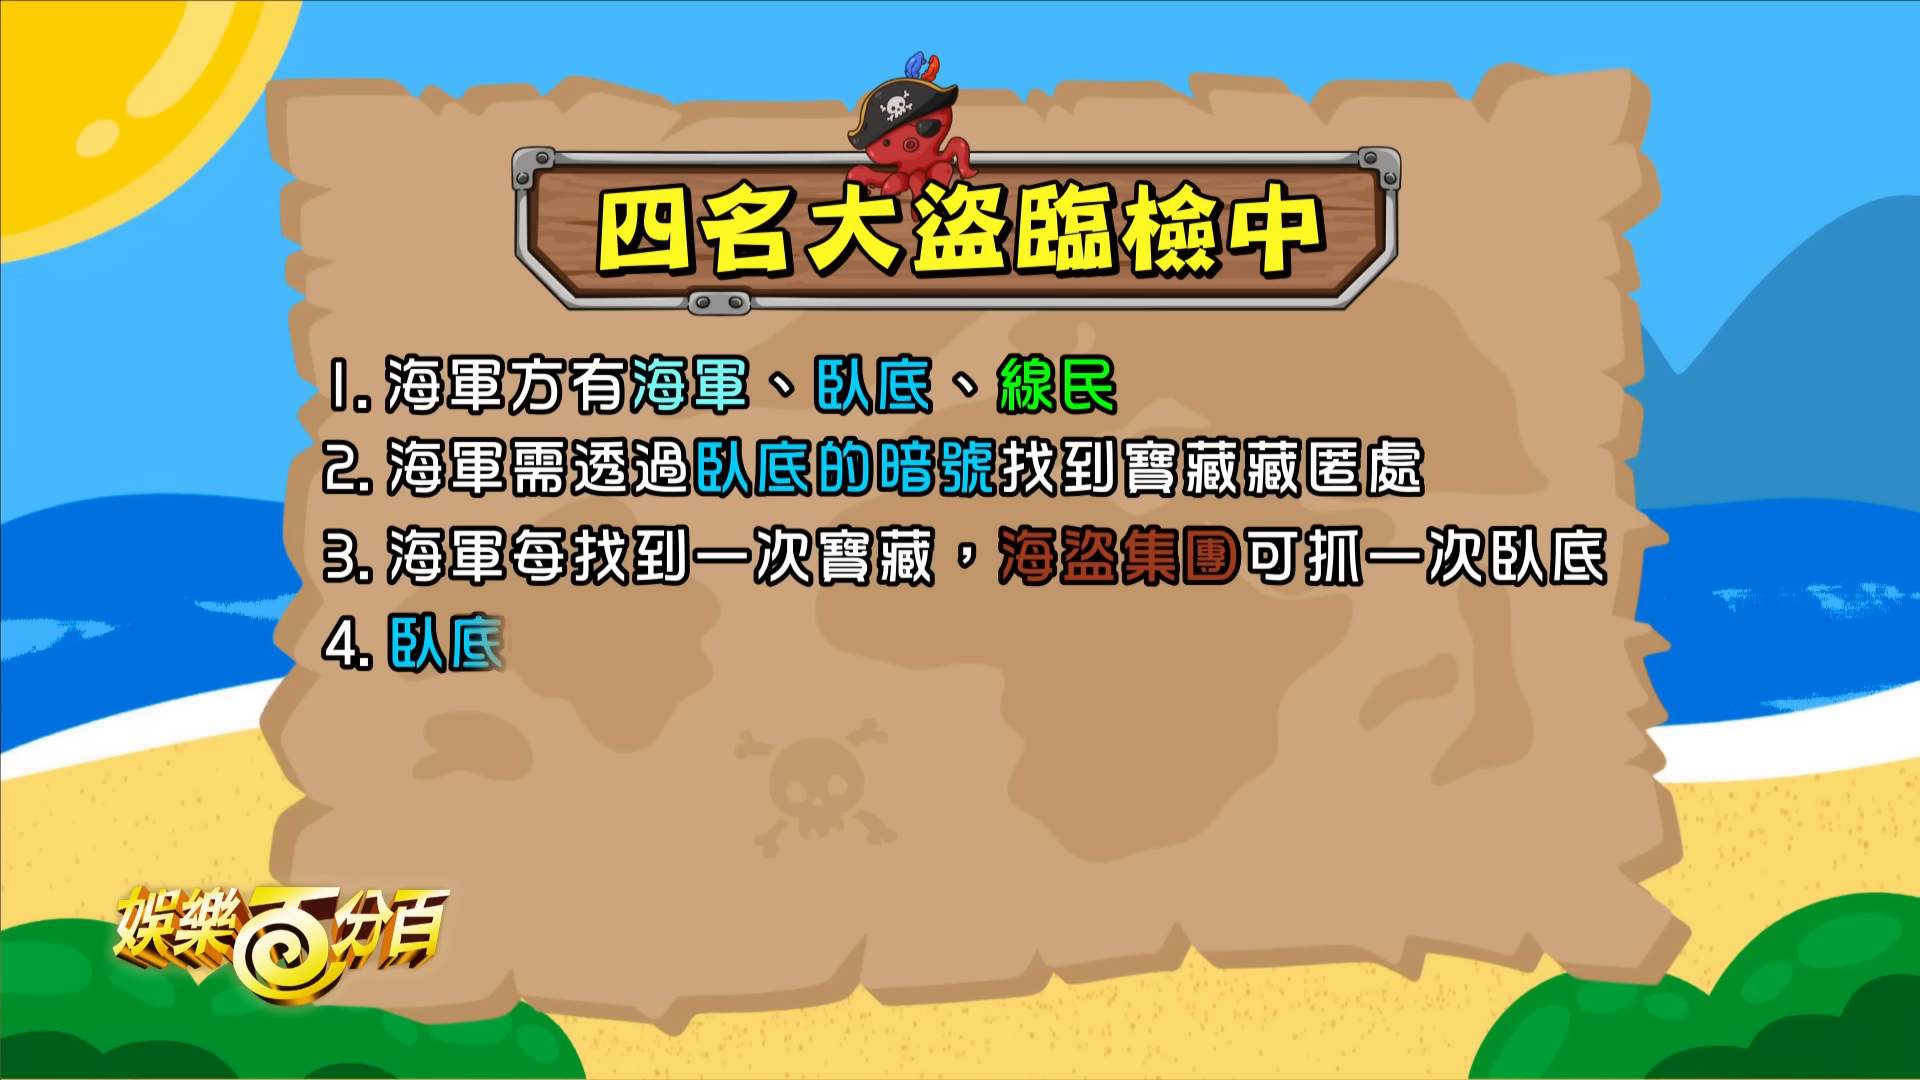 四名大盜臨檢中
1. 海軍方有海軍、臥底、線民
2. 海軍需透過臥底的暗號找到寶藏藏匿處
3. 海軍每找到一次寶藏，海盜集團可抓一次臥底
4. 臥底
娛樂百分百